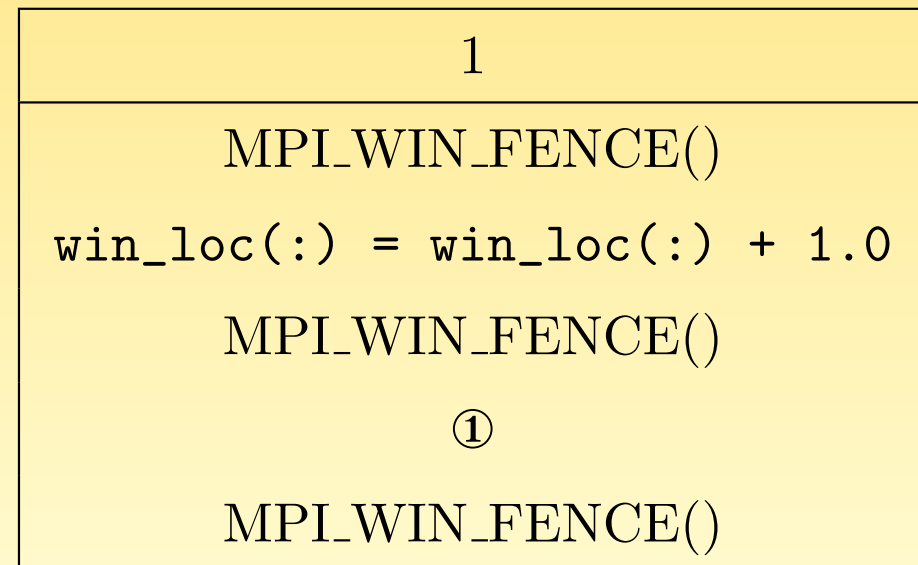 1
MPI_WIN_FENCE()
win_loc(:) = win_loc(:) + 1.0
MPI_WIN_FENCE()
①
MPI_WIN_FENCE()